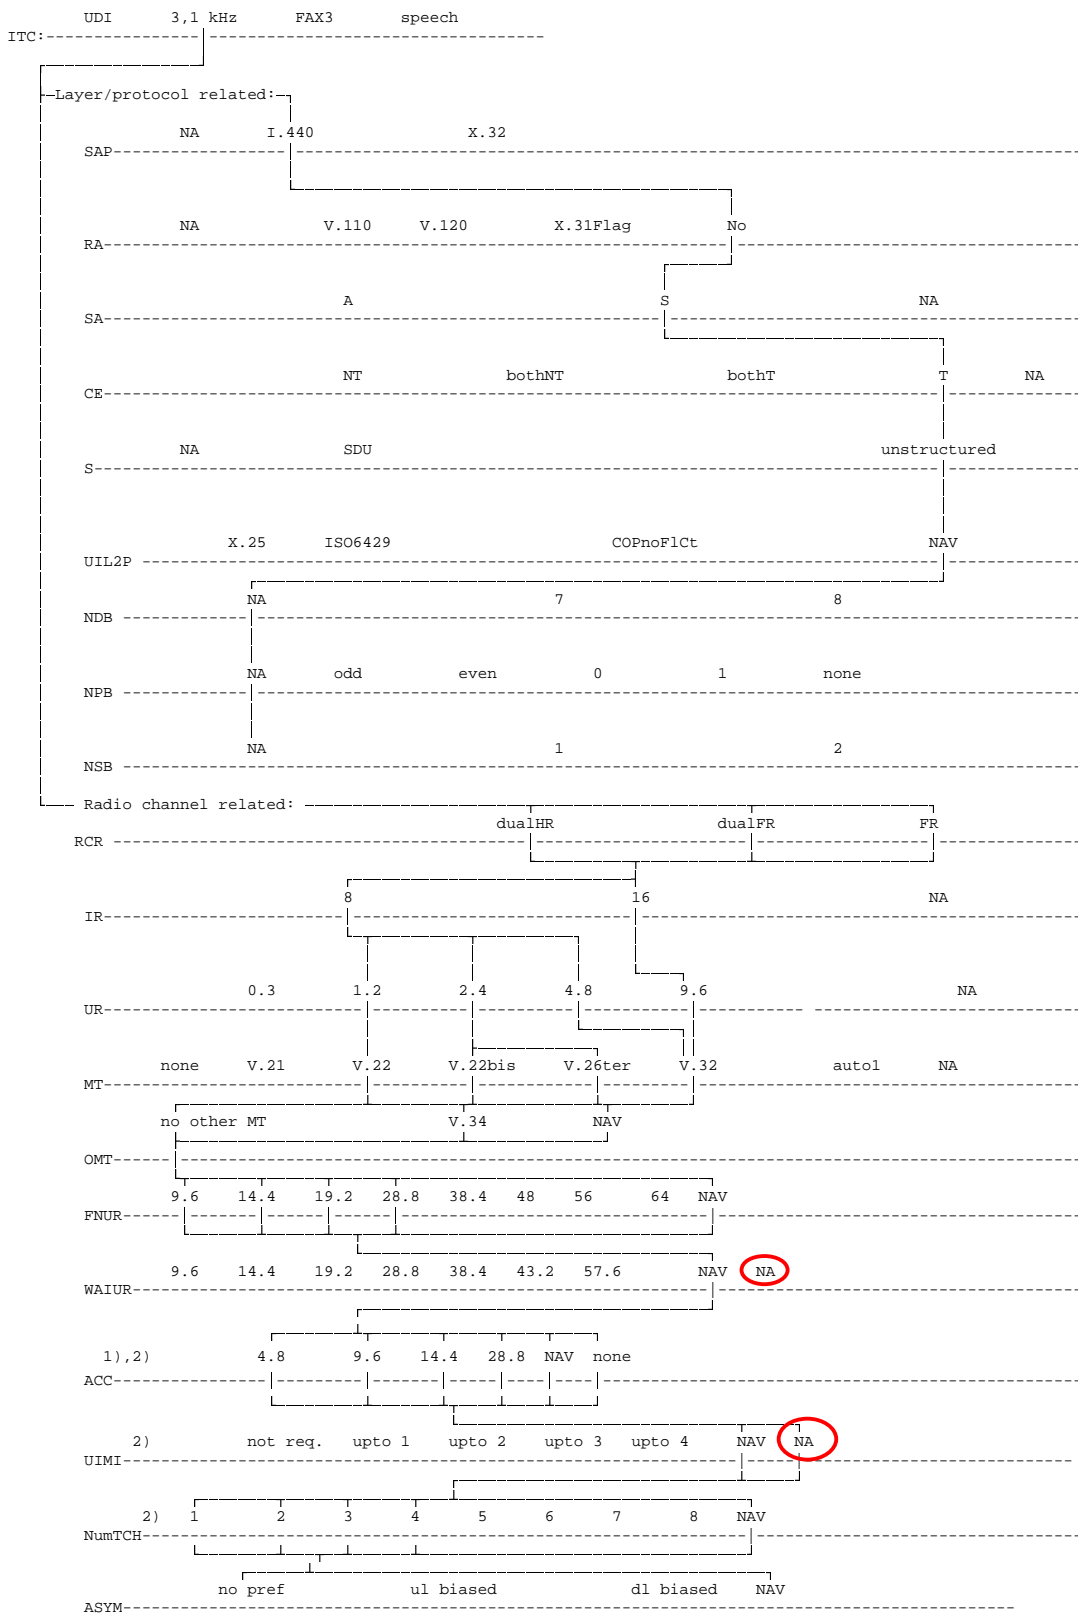 UDI 3,1 kHz FAX3 speech
ITC:
Layer/protocol related:
NA I.440 X.32
SAP
NA V.110 V.120 X.31Flag No
RA
A S NA
SA
NT bothNT bothT T NA
CE
NA SDU unstructured
S
X.25 ISO6429 COPnoFlCt NAV
UIL2P
NA 7 8
NDB
NA odd even 0 1 none
NPB
NA 1 2
NSB
Radio channel related:
dualHR dualFR FR
RCR
8 16 NA
IR
0.3 1.2 2.4 4.8 9.6 NA
UR
none V.21 V.22 V.22bis V.26ter V.32 auto1 NA
MT
no other MT V.34 NAV
OMT
9.6 14.4 19.2 28.8 38.4 48 56 64 NAV
FNUR
9.6 14.4 19.2 28.8 38.4 43.2 57.6 NAV NA
WAIUR
1),2) 4.8 9.6 14.4 28.8 NAV none
ACC
2) not req. upto 1 upto 2 upto 3 upto 4 NAV NA
UIMI
2) 1 2 3 4 5 6 7 8 NAV
NumTCH
no pref ul biased dl biased NAV
ASYM